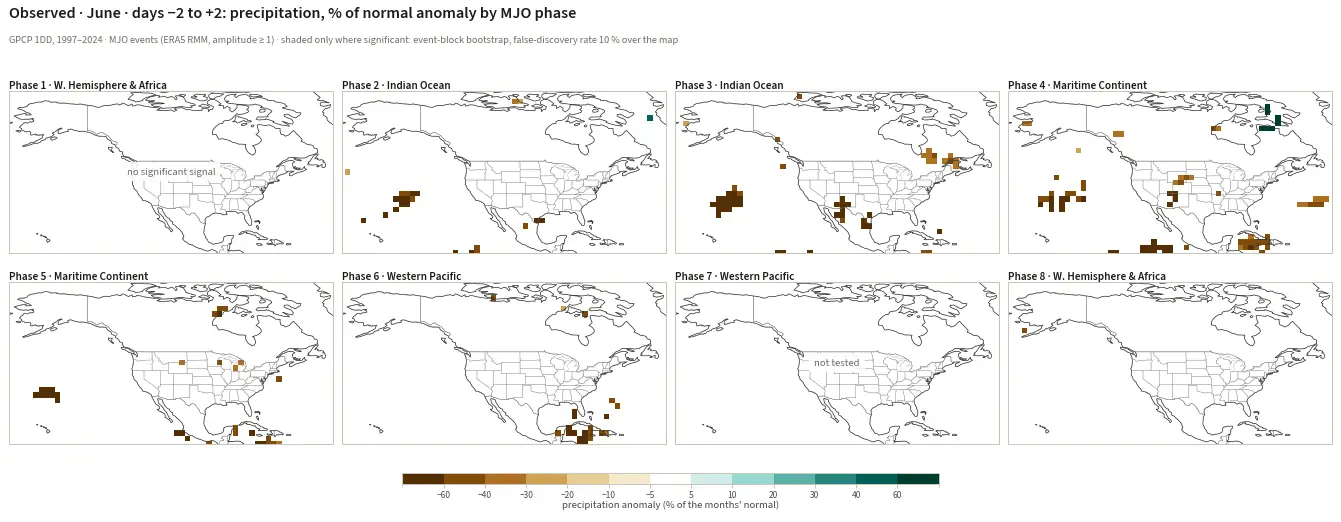 Observed · June · days −2 to +2: precipitation, % of normal anomaly by MJO phase
GPCP 1DD, 1997–2024 · MJO events (ERA5 RMM, amplitude ≥ 1) · shaded only where significant: event-block bootstrap, false-discovery rate 10 % over the map
Phase 1 · W. Hemisphere & Africa
Phase 2 · Indian Ocean
Phase 3 · Indian Ocean
Phase 4 · Maritime Continent
no significant signal
Phase 5 · Maritime Continent
Phase 6 · Western Pacific
Phase 7 · Western Pacific
Phase 8 · W. Hemisphere & Africa
not tested
−60 −40 −30 −20 −10 −5 5 10 20 30 40 60
precipitation anomaly (% of the months' normal)